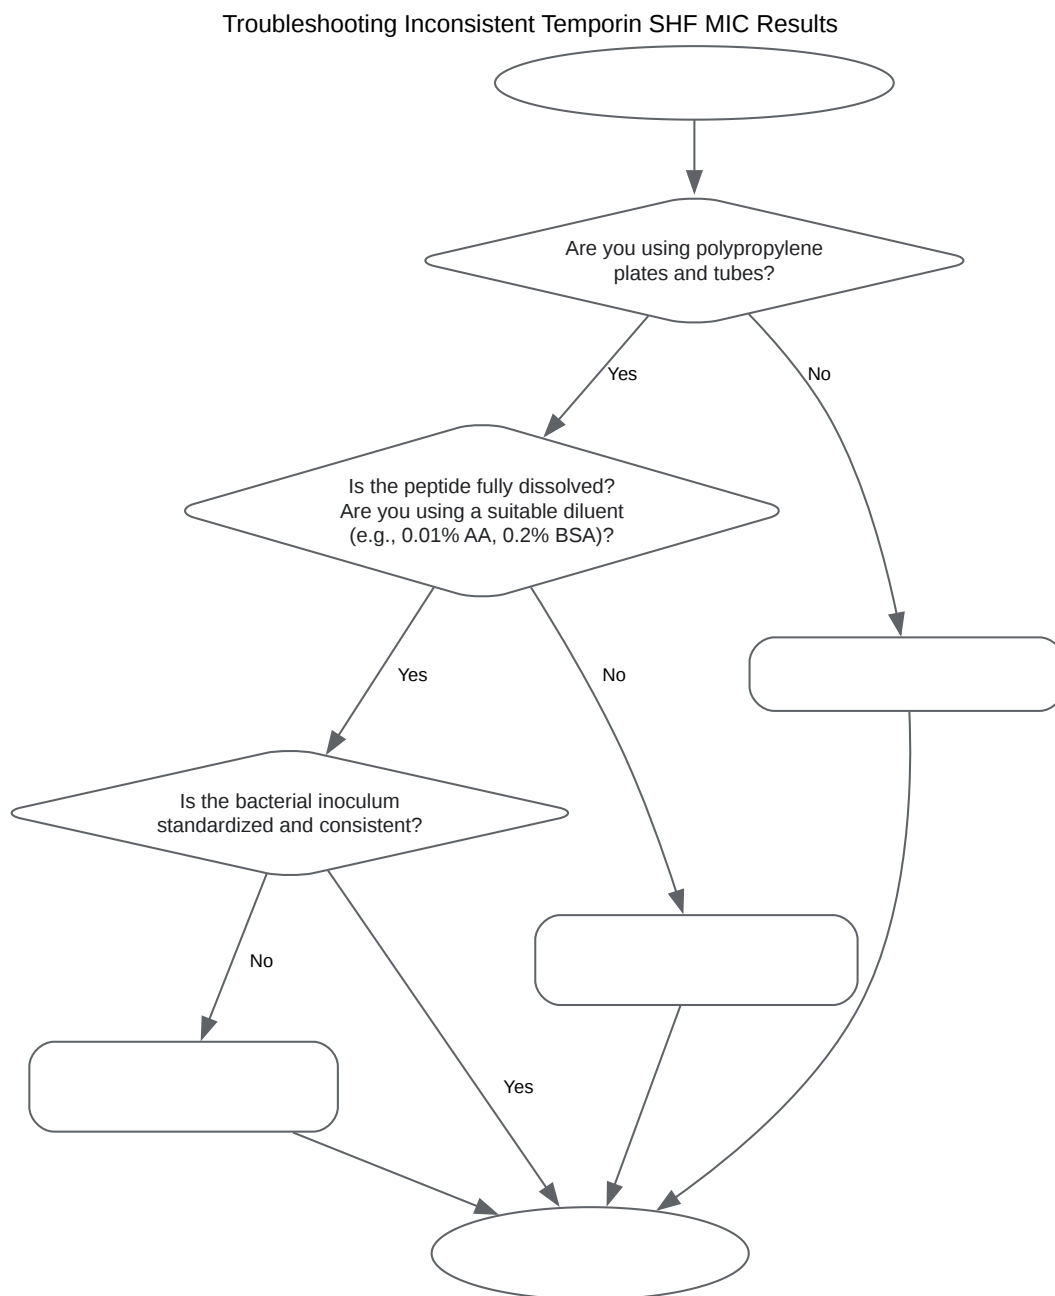 Troubleshooting Inconsistent Temporin SHF MIC Results
Are you using polypropylene
plates and tubes?
Yes
No
Is the peptide fully dissolved?
Are you using a suitable diluent
(e.g., 0.01% AA, 0.2% BSA)?
Yes
No
Is the bacterial inoculum
standardized and consistent?
No
Yes